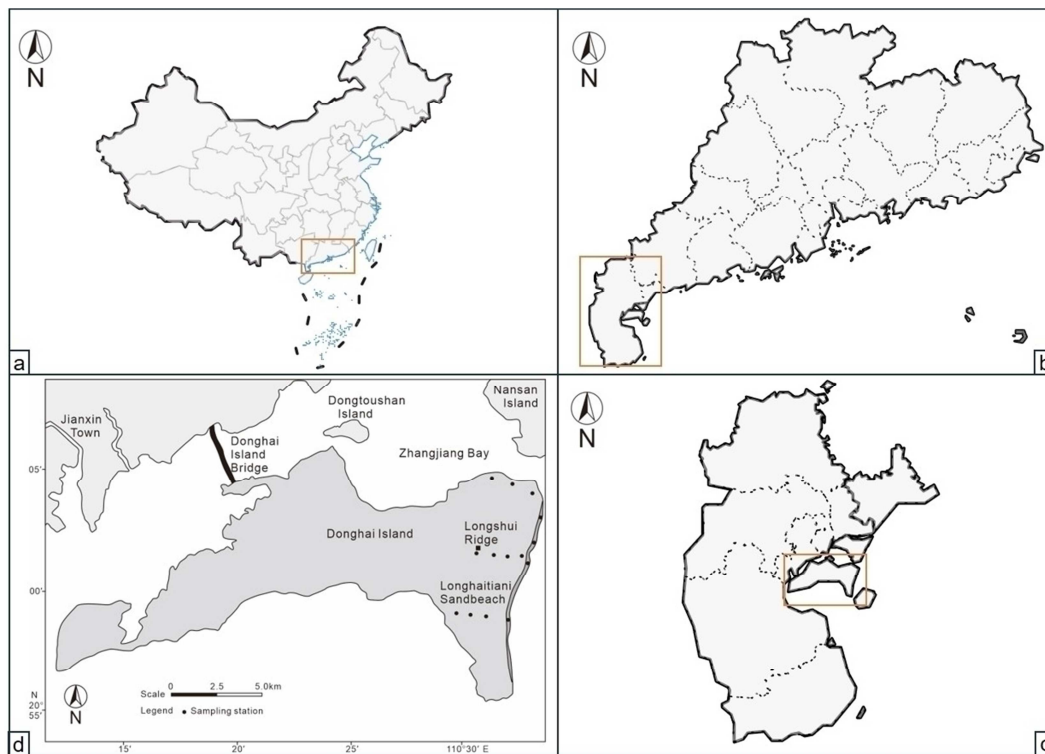 N
a
N
b
Jianxin
Town
Dongtoushan
Island
Nansan
Island
Donghai
Island
Bridge
Zhangjiang Bay
05'
Donghai Island
Longshui
Ridge
00'
Longhaitiani
Sandbeach
N
20°
55'
N
Scale 0 2.5 5.0km
Legend • Sampling station
d
15' 20' 25' 110°30' E
N
c